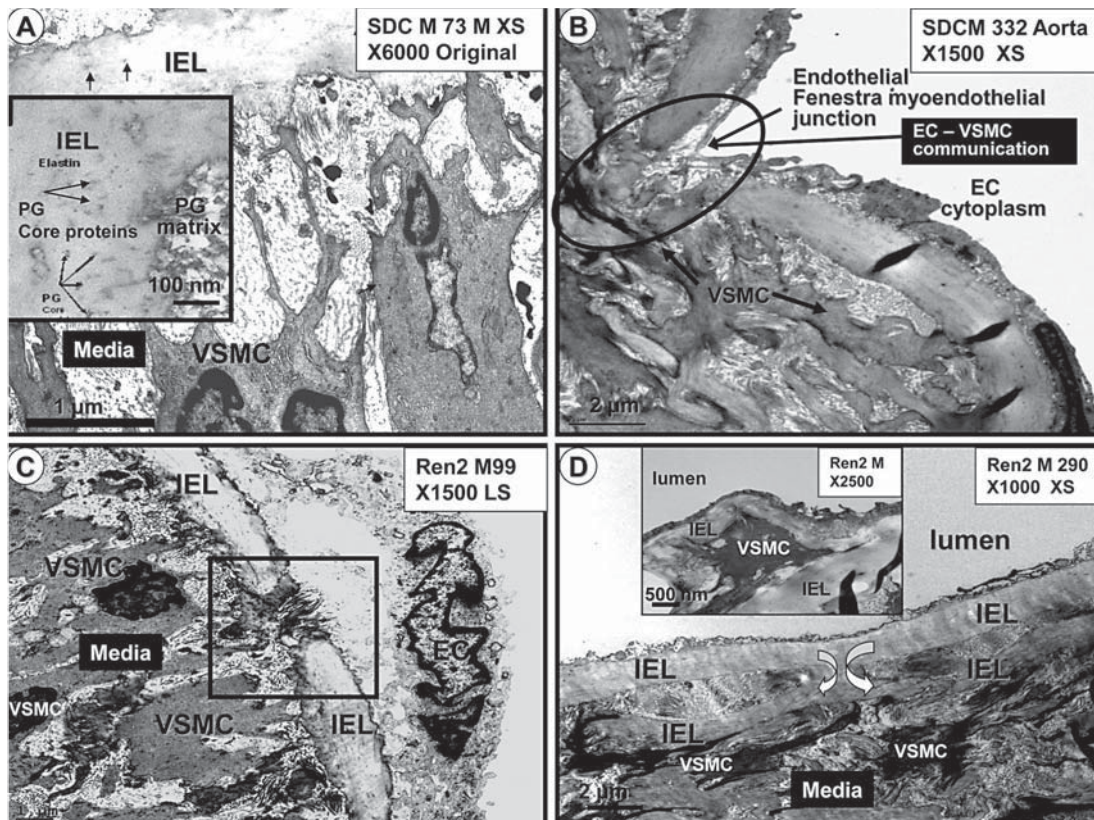 A
SDC M 73 M XS
X6000 Original
IEL
IEL
Elastin
PG
Core proteins
PG
matrix
PG
Core
100 nm
Media
VSMC
1 μm
B
SDCM 332 Aorta
X1500 XS
Endothelial
Fenestra myoendothelial
junction
EC – VSMC
communication
EC
cytoplasm
VSMC
2 μm
C
Ren2 M99
X1500 LS
IEL
VSMC
Media
EC
VSMC
VSMC
IEL
D
Ren2 M
X2500
Ren2 M 290
X1000 XS
lumen
IEL
VSMC
IEL
500 nm
lumen
IEL
IEL
IEL
IEL
VSMC
VSMC
Media
2 μm